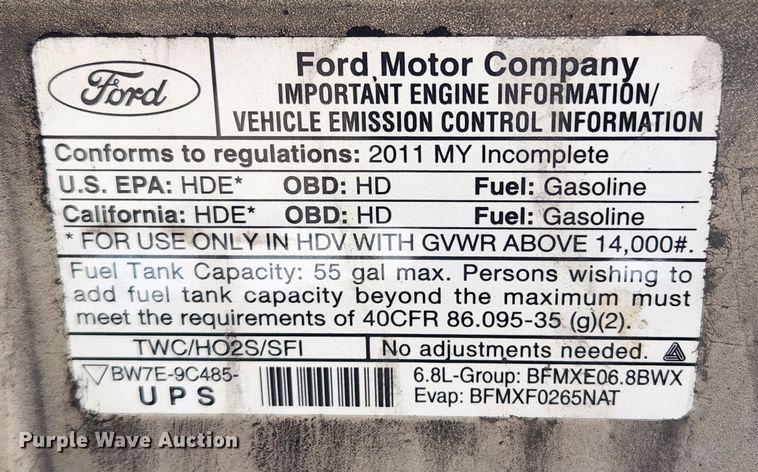 Ford
Ford Motor Company
IMPORTANT ENGINE INFORMATION/
VEHICLE EMISSION CONTROL INFORMATION
Conforms to regulations: 2011 MY Incomplete
U.S. EPA: HDE* OBD: HD Fuel: Gasoline
California: HDE* OBD: HD Fuel: Gasoline
* FOR USE ONLY IN HDV WITH GVWR ABOVE 14,000#.
Fuel Tank Capacity: 55 gal max. Persons wishing to
add fuel tank capacity beyond the maximum must
meet the requirements of 40CFR 86.095-35 (g)(2).
TWC/HO2S/SFI No adjustments needed.
BW7E-9C485-
UPS
6.8L-Group: BFMXE06.8BWX
Evap: BFMXF0265NAT
Purple Wave Auction